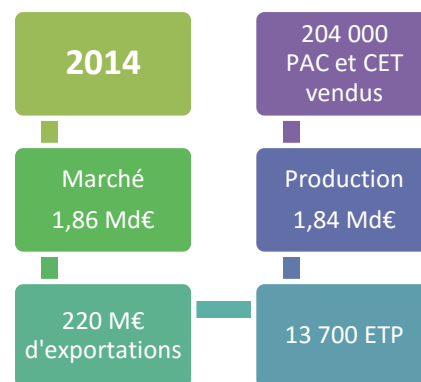 2014
Marché
1,86 Md€
220 M€
d'exportations
13 700 ETP
Production
1,84 Md€
204 000
PAC et CET
vendus